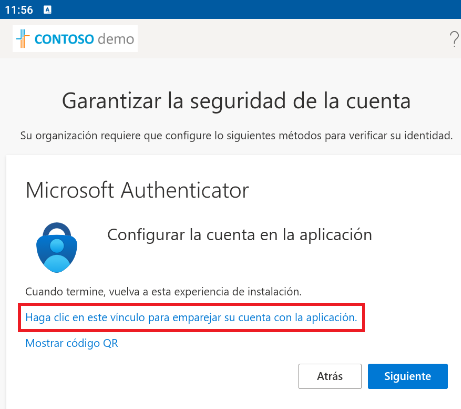 11:56 A
CONTOSO demo
?
Garantizar la seguridad de la cuenta
Su organización requiere que configure lo siguientes métodos para verificar su identidad.
Microsoft Authenticator
Configurar la cuenta en la aplicación
Cuando termine, vuelva a esta experiencia de instalación.
Haga clic en este vínculo para emparejar su cuenta con la aplicación.
Mostrar código QR
Atrás Siguiente